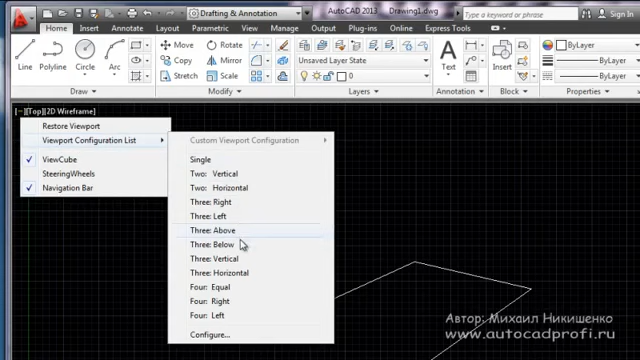 Drafting & Annotation
AutoCAD 2013 Drawing1.dwg
Type a keyword or phrase
Sign In
Home Insert Annotate Layout Parametric View Manage Output Plug-ins Online Express Tools
Line Polyline Circle Arc
Move Rotate
Copy Mirror
Stretch Scale
0
Text
Insert
ByLayer
ByLayer
ByLayer
Draw Modify Layers Annotation Block Properties
[−][Top][2D Wireframe]
Restore Viewport
Viewport Configuration List
ViewCube
SteeringWheels
Navigation Bar
Custom Viewport Configuration
Single
Two: Vertical
Two: Horizontal
Three: Right
Three: Left
Three: Above
Three: Below
Three: Vertical
Three: Horizontal
Four: Equal
Four: Right
Four: Left
Configure...
Автор: Михаил Никишенко
www.autocadprofi.ru